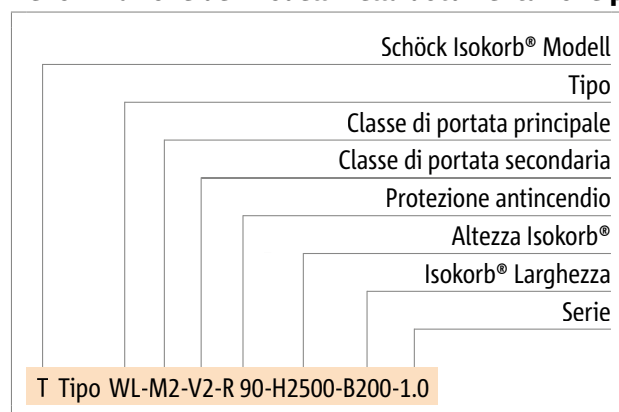 Schöck Isokorb® Modell
Tipo
Classe di portata principale
Classe di portata secondaria
Protezione antincendio
Altezza Isokorb®
Isokorb® Larghezza
Serie
T Tipo WL-M2-V2-R 90-H2500-B200-1.0